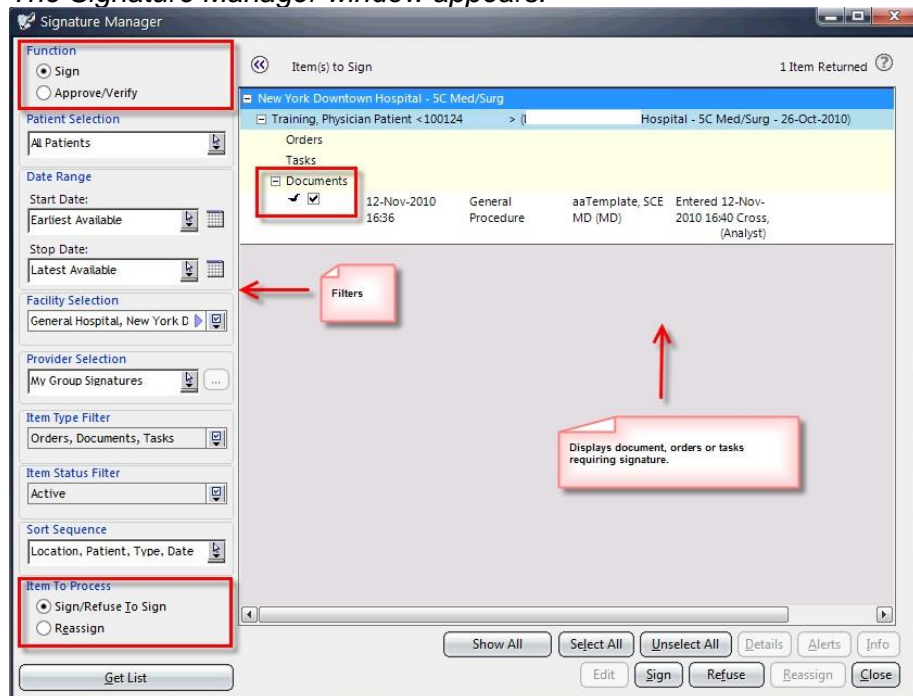 The Signature Manager window appears.
Signature Manager
Function
Sign
Approve/Verify
Patient Selection
All Patients
Date Range
Start Date:
Earliest Available
Stop Date:
Latest Available
Facility Selection
General Hospital, New York D
Provider Selection
My Group Signatures
...
Item Type Filter
Orders, Documents, Tasks
Item Status Filter
Active
Sort Sequence
Location, Patient, Type, Date
Item To Process
Sign/Refuse To Sign
Reassign
Get List
Item(s) to Sign
1 Item Returned ?
New York Downtown Hospital - 5C Med/Surg
Training, Physician Patient <100124 > (I Hospital - 5C Med/Surg - 26-Oct-2010)
Orders
Tasks
Documents
12-Nov-2010 General aaTemplate, SCE Entered 12-Nov-
16:36 Procedure MD (MD) 2010 16:40 Cross,
(Analyst)
Filters
Displays document, orders or tasks
requiring signature.
Show All Select All Unselect All Details Alerts Info
Edit Sign Refuse Reassign Close